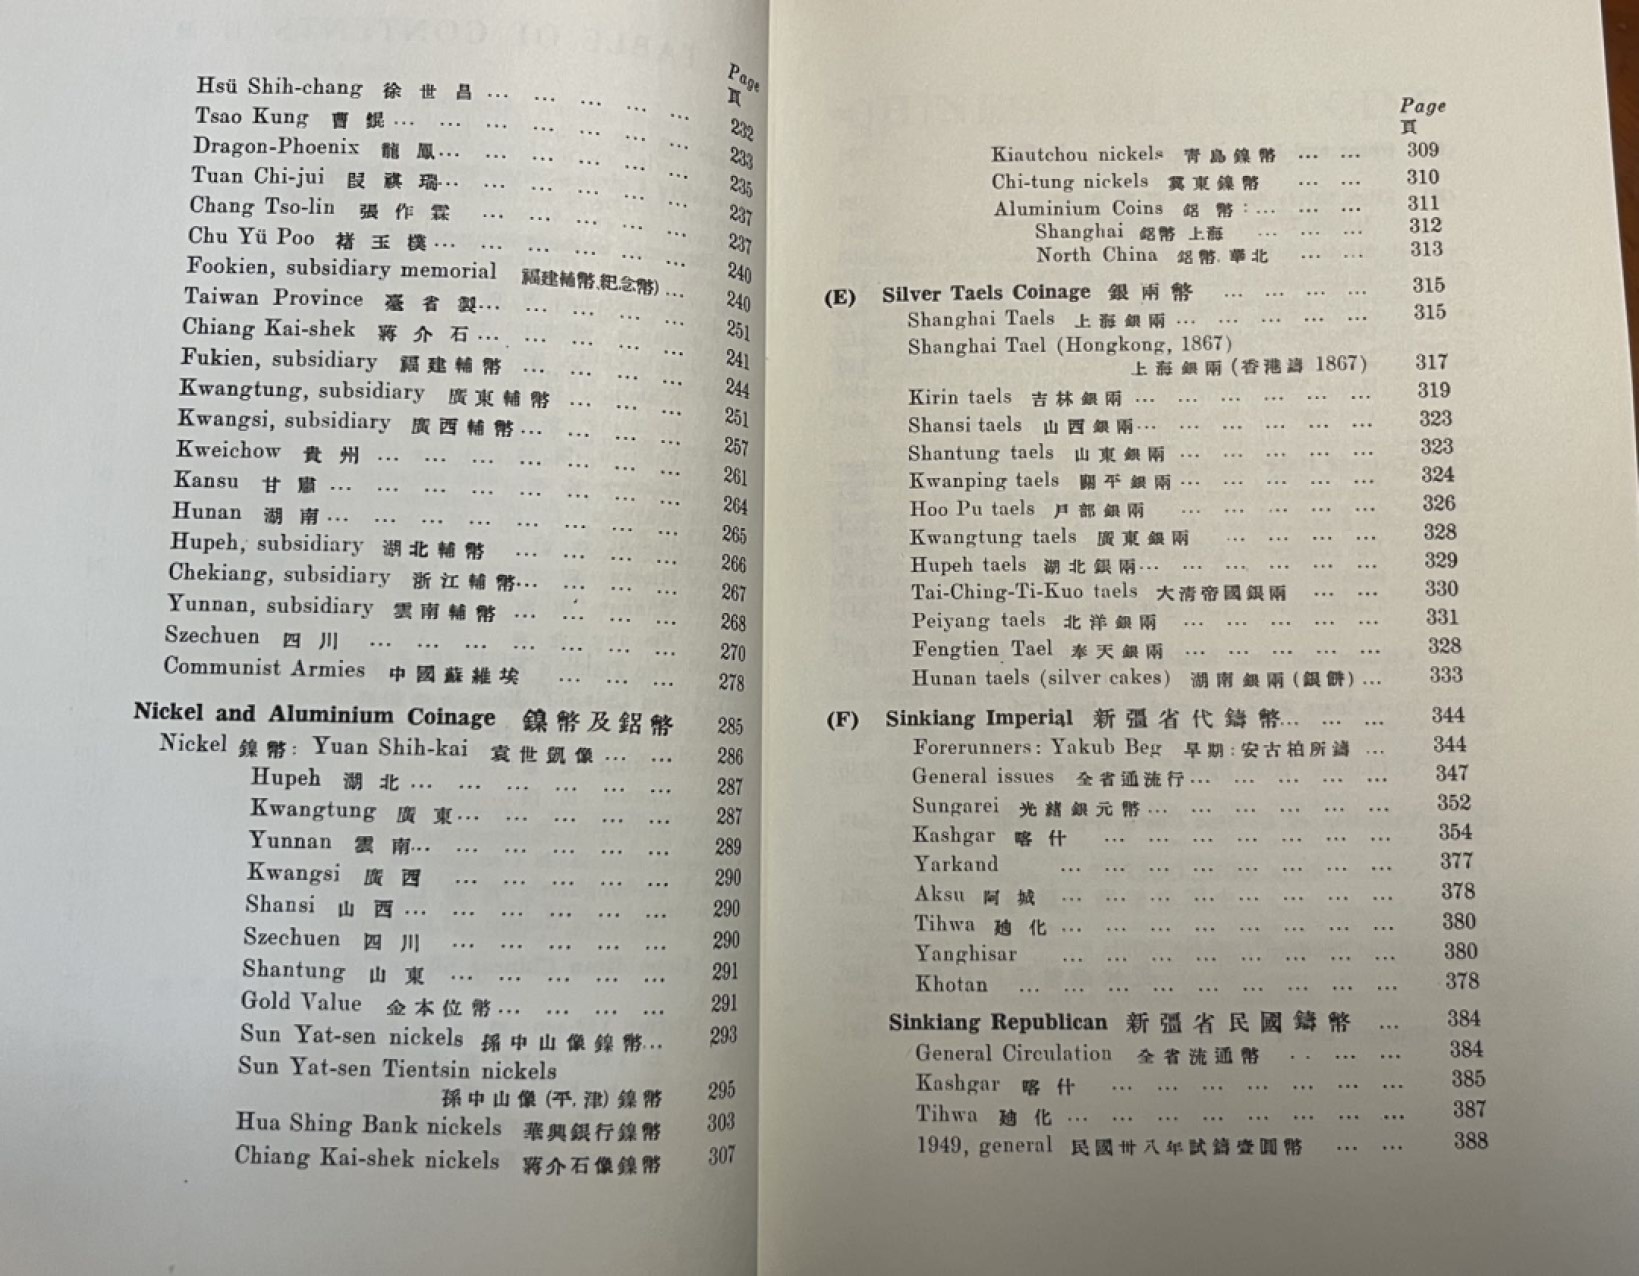 Page
頁
Hsü Shih-chang 徐世昌 ... ... ... ... ... 232
Tsao Kung 曹錕 ... ... ... ... ... ... ... 233
Dragon-Phoenix 龍鳳 ... ... ... ... ... ... 235
Tuan Chi-jui 段祺瑞 ... ... ... ... ... ... 237
Chang Tso-lin 張作霖 ... ... ... ... ... 237
Chu Yü Poo 褚玉樸 ... ... ... ... ... ... 240
Fookien, subsidiary memorial 福建輔幣、紀念幣) ... 240
Taiwan Province 臺省製 ... ... ... ... ... 251
Chiang Kai-shek 蔣介石 ... ... ... ... ... 241
Fukien, subsidiary 福建輔幣 ... ... ... ... 244
Kwangtung, subsidiary 廣東輔幣 ... ... ... 251
Kwangsi, subsidiary 廣西輔幣 ... ... ... ... 257
Kweichow 貴州 ... ... ... ... ... ... ... 261
Kansu 甘肅 ... ... ... ... ... ... ... ... 264
Hunan 湖南 ... ... ... ... ... ... ... ... 265
Hupeh, subsidiary 湖北輔幣 ... ... ... ... 266
Chekiang, subsidiary 浙江輔幣 ... ... ... ... 267
Yunnan, subsidiary 雲南輔幣 ... ... ... ... 268
Szechuen 四川 ... ... ... ... ... ... ... 270
Communist Armies 中國蘇維埃 ... ... ... 278
Nickel and Aluminium Coinage 鎳幣及鋁幣 285
Nickel 鎳幣: Yuan Shih-kai 袁世凱像 ... ... 286
Hupeh 湖北 ... ... ... ... ... ... 287
Kwangtung 廣東 ... ... ... ... ... 287
Yunnan 雲南 ... ... ... ... ... ... 289
Kwangsi 廣西 ... ... ... ... ... 290
Shansi 山西 ... ... ... ... ... ... 290
Szechuen 四川 ... ... ... ... ... 290
Shantung 山東 ... ... ... ... ... 291
Gold Value 金本位幣 ... ... ... ... 291
Sun Yat-sen nickels 孫中山像鎳幣 ... 293
Sun Yat-sen Tientsin nickels
孫中山像 (平,津) 鎳幣 295
Hua Shing Bank nickels 華興銀行鎳幣 303
Chiang Kai-shek nickels 蔣介石像鎳幣 307
Page
頁
Kiautchou nickels 青島鎳幣 ... ... 309
Chi-tung nickels 冀東鎳幣 ... ... 310
Aluminium Coins 鋁幣: ... ... ... 311
Shanghai 鋁幣 上海 ... ... ... 312
North China 鋁幣,華北 ... ... 313
(E) Silver Taels Coinage 銀兩幣 ... ... ... ... 315
Shanghai Taels 上海銀兩 ... ... ... ... ... 315
Shanghai Tael (Hongkong, 1867)
上海銀兩 (香港鑄 1867) 317
Kirin taels 吉林銀兩 ... ... ... ... ... ... 319
Shansi taels 山西銀兩 ... ... ... ... ... ... 323
Shantung taels 山東銀兩 ... ... ... ... ... 323
Kwanping taels 關平銀兩 ... ... ... ... ... 324
Hoo Pu taels 戶部銀兩 ... ... ... ... ... 326
Kwangtung taels 廣東銀兩 ... ... ... ... 328
Hupeh taels 湖北銀兩 ... ... ... ... ... ... 329
Tai-Ching-Ti-Kuo taels 大清帝國銀兩 ... ... 330
Peiyang taels 北洋銀兩 ... ... ... ... ... 331
Fengtien Tael 奉天銀兩 ... ... ... ... ... 328
Hunan taels (silver cakes) 湖南銀兩 (銀餅) ... 333
(F) Sinkiang Imperial 新疆省代鑄幣 ... ... ... 344
Forerunners: Yakub Beg 早期:安古柏所鑄 ... 344
General issues 全省通流行 ... ... ... ... ... 347
Sungarei 光緒銀元幣 ... ... ... ... ... ... 352
Kashgar 喀什 ... ... ... ... ... ... ... 354
Yarkand ... ... ... ... ... ... ... ... 377
Aksu 阿城 ... ... ... ... ... ... ... ... 378
Tihwa 廸化 ... ... ... ... ... ... ... ... 380
Yanghisar ... ... ... ... ... ... ... ... 380
Khotan ... ... ... ... ... ... ... ... ... 378
Sinkiang Republican 新疆省民國鑄幣 ... 384
General Circulation 全省流通幣 .. ... ... 384
Kashgar 喀什 ... ... ... ... ... ... ... 385
Tihwa 廸化 ... ... ... ... ... ... ... ... 387
1949, general 民國卅八年試鑄壹圓幣 ... ... 388